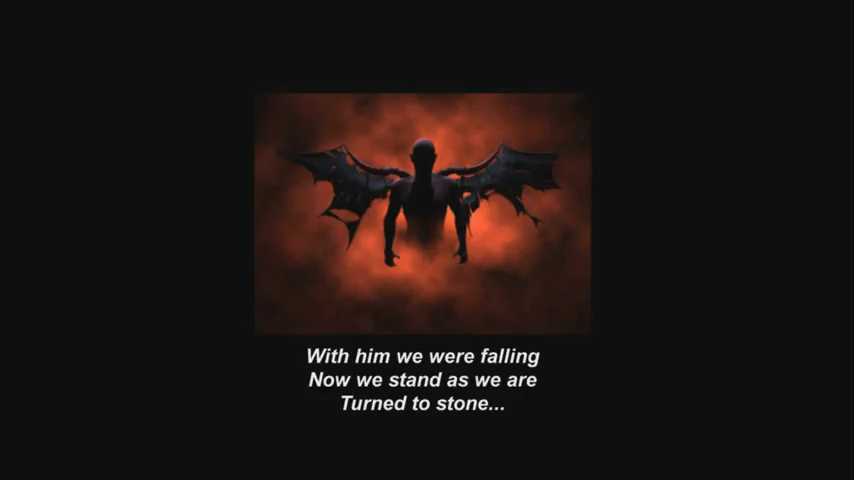 With him we were falling
Now we stand as we are
Turned to stone...